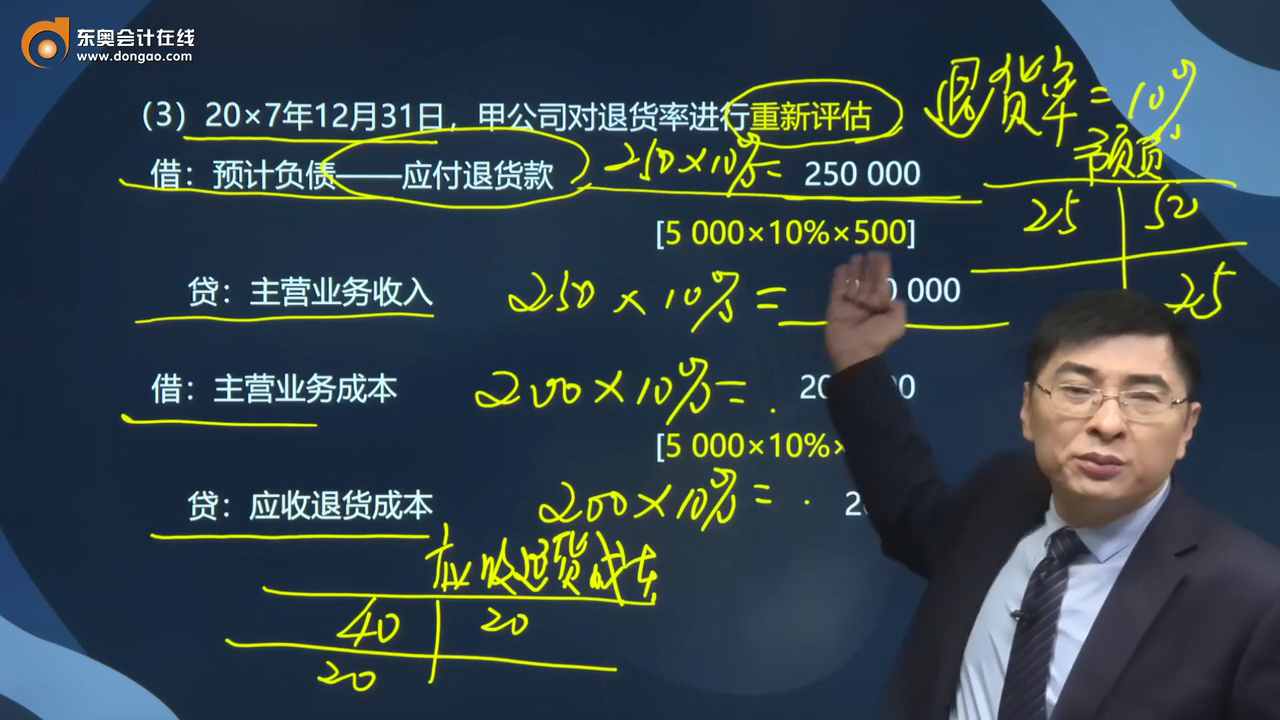 东奥会计在线
www.dongao.com
(3)20×7年12月31日，甲公司对退货率进行重新评估
退货率=10%
借：预计负债——应付退货款 250×10%= 250 000
预负
25 50
25
[5 000×10%×500]
贷：主营业务收入 250×10%= 0 000
借：主营业务成本 200×10%= 20 0
[5 000×10%×
贷：应收退货成本 200×10%= 2
应收退货成本
40 20
20